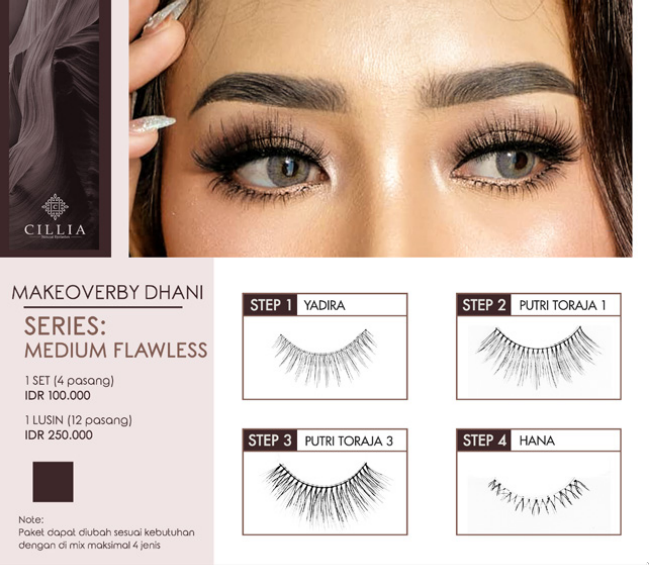 CILLIA
MAKEOVERBY DHANI
SERIES:
MEDIUM FLAWLESS
1 SET (4 pasang)
IDR 100.000
1 LUSIN (12 pasang)
IDR 250.000
Note:
Paket dapat diubah sesuai kebutuhan
dengan di mix maksimal 4 jenis
STEP 1 YADIRA
STEP 2 PUTRI TORAJA 1
STEP 3 PUTRI TORAJA 3
STEP 4 HANA